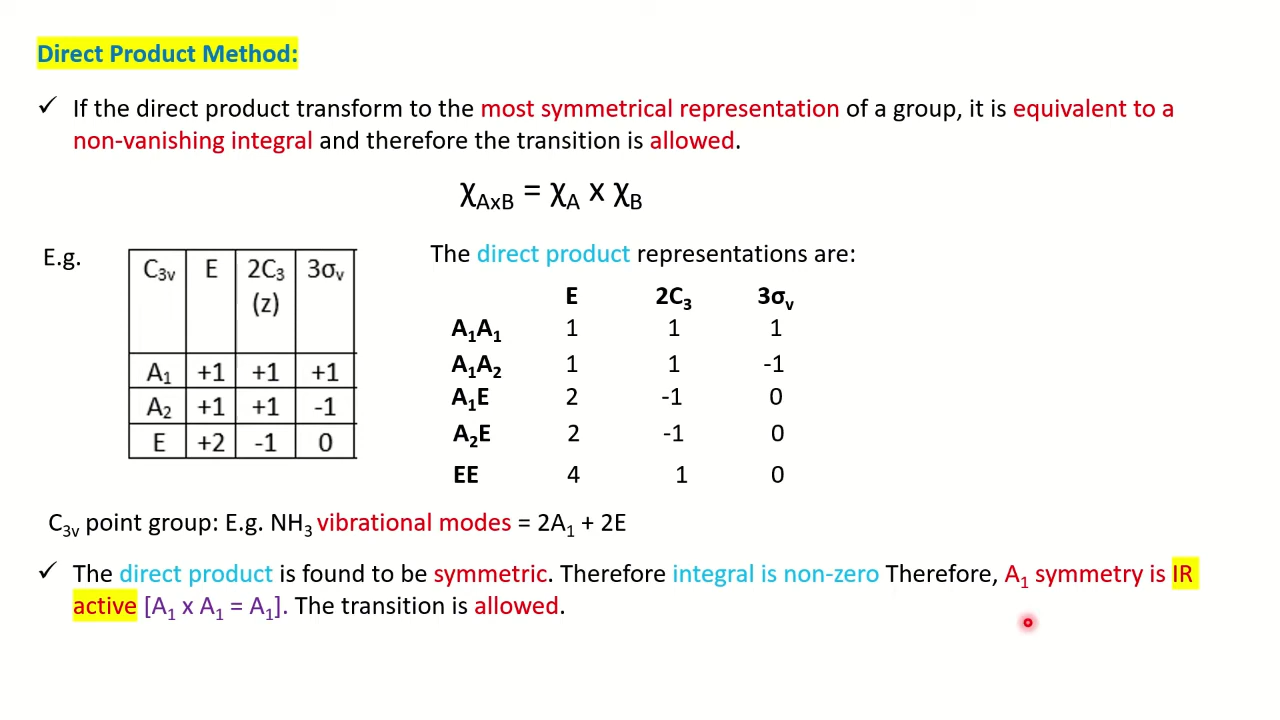 Direct Product Method:
✓ If the direct product transform to the most symmetrical representation of a group, it is equivalent to a
non-vanishing integral and therefore the transition is allowed.
χAxB = χA x χB
E.g.
The direct product representations are:
C3v E 2C3 3σv
(z)
A1 +1 +1 +1
A2 +1 +1 -1
E +2 -1 0
E 2C3 3σv
A1A1 1 1 1
A1A2 1 1 -1
A1E 2 -1 0
A2E 2 -1 0
EE 4 1 0
C3v point group: E.g. NH3 vibrational modes = 2A1 + 2E
✓ The direct product is found to be symmetric. Therefore integral is non-zero Therefore, A1 symmetry is IR
active [A1 x A1 = A1]. The transition is allowed.